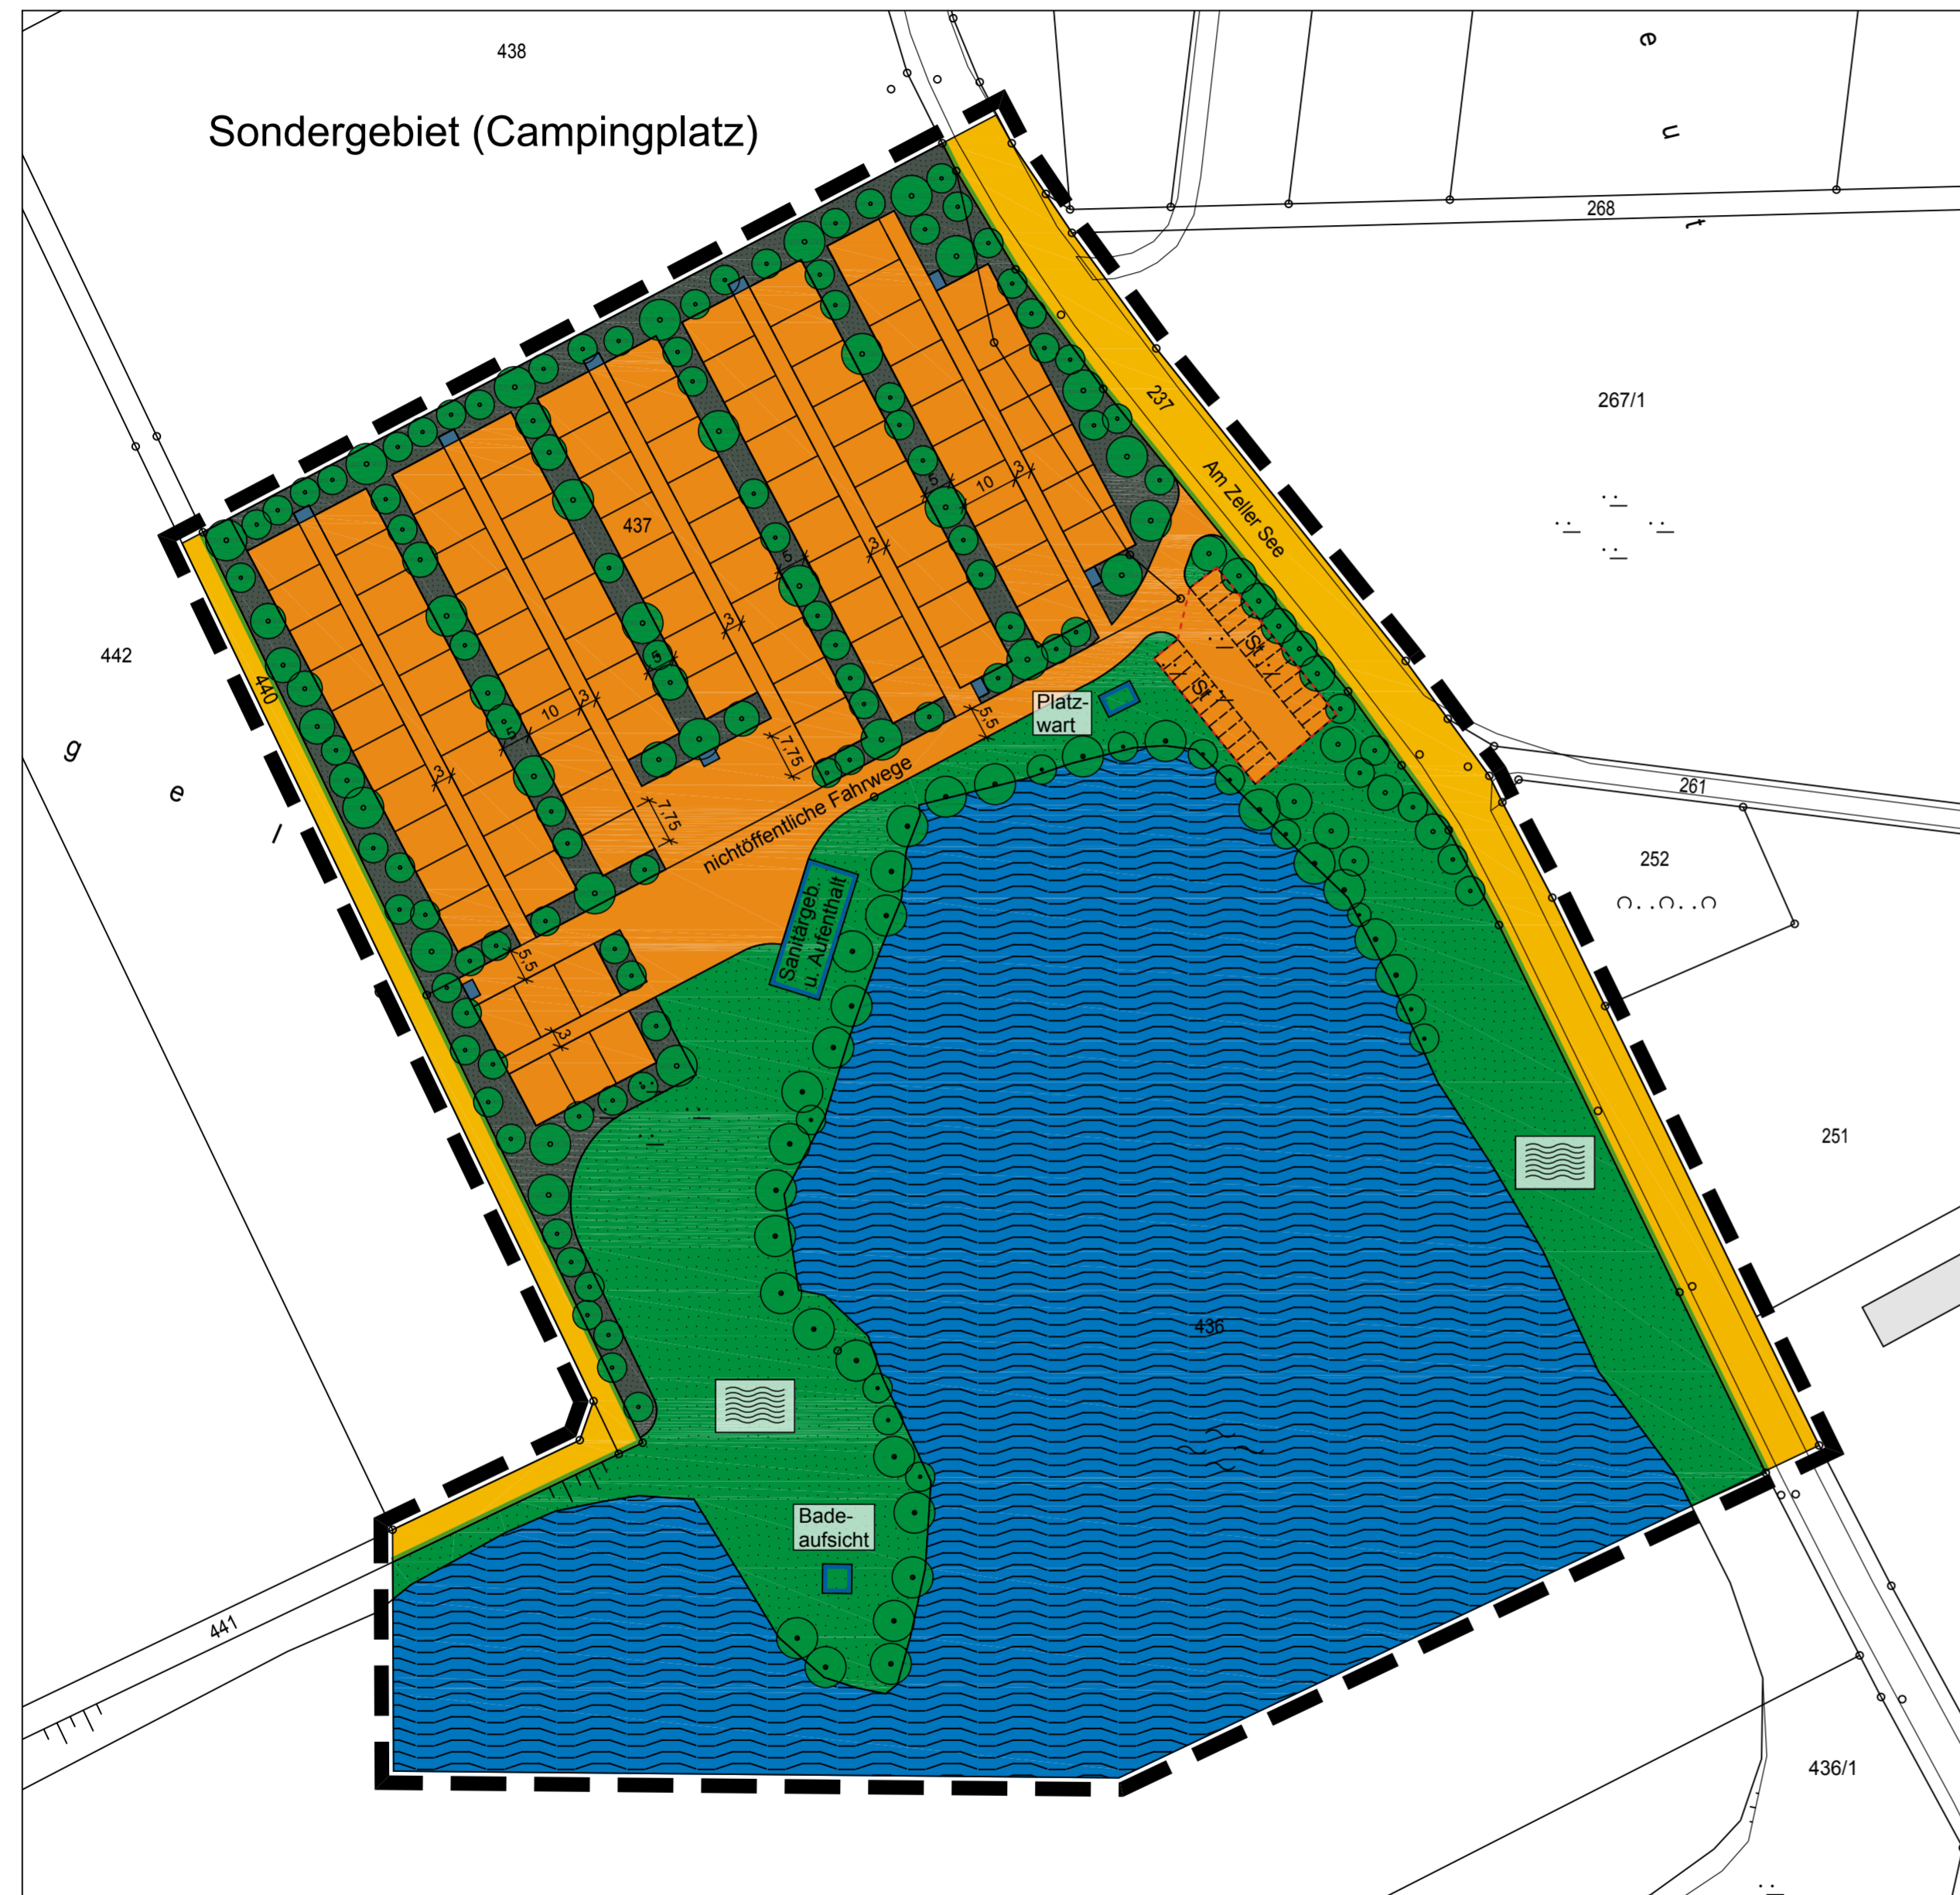 438
Sondergebiet (Campingplatz)
e
u
t
268
267/1
237
Am Zeller See
5
10
3
437
5
3
3
5
442
440
10
3
5
3
g
e
l
St
St
Platz-
wart
5,5
7,75
7,75
nichtöffentliche Fahrwege
261
252
Sanitärgeb.
u. Aufenthalt
5,5
3
251
436
Bade-
aufsicht
441
436/1